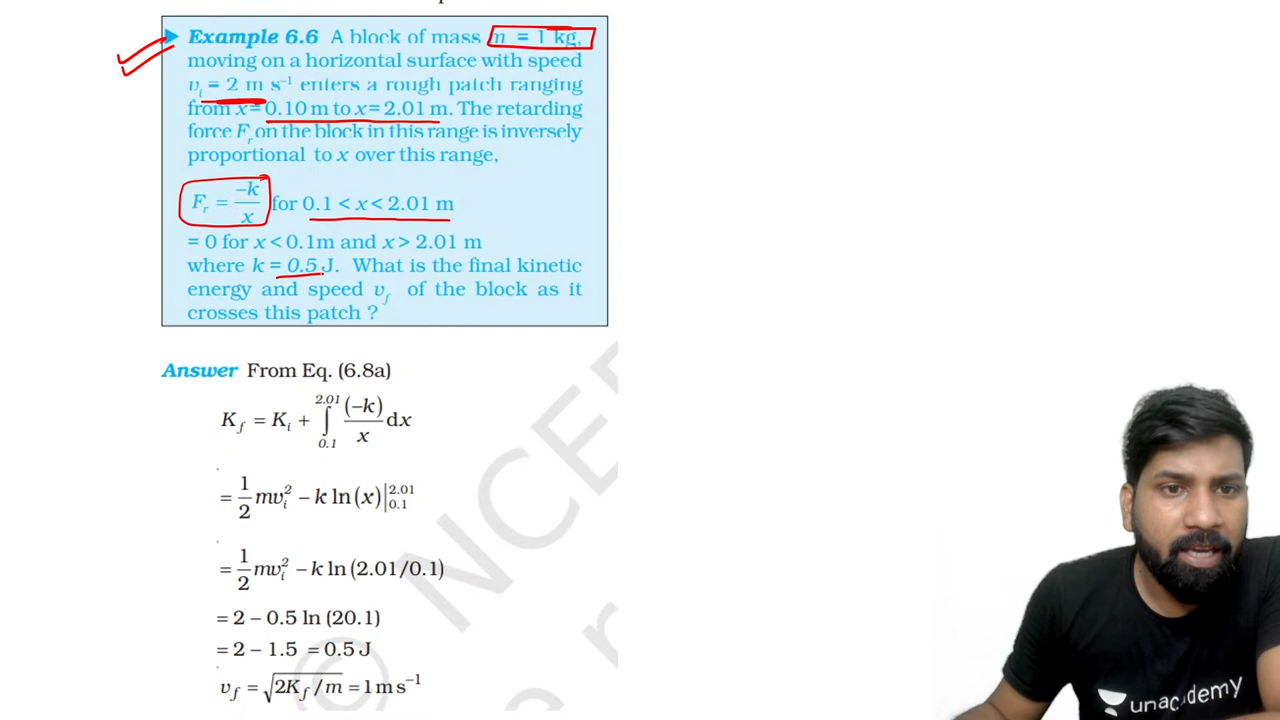 Example 6.6 A block of mass m = 1 kg,
moving on a horizontal surface with speed
vᵢ = 2 m s⁻¹ enters a rough patch ranging
from x = 0.10 m to x = 2.01 m. The retarding
force Fᵣ on the block in this range is inversely
proportional to x over this range,
Fᵣ = −k/x for 0.1 < x < 2.01 m
= 0 for x < 0.1m and x > 2.01 m
where k = 0.5 J. What is the final kinetic
energy and speed v_f of the block as it
crosses this patch ?
Answer From Eq. (6.8a)
K_f = Kᵢ + ∫_{0.1}^{2.01} (−k)/x dx
= 1/2 mvᵢ² − k ln(x)|_{0.1}^{2.01}
= 1/2 mvᵢ² − k ln(2.01/0.1)
= 2 − 0.5 ln (20.1)
= 2 − 1.5 = 0.5 J
v_f = √(2K_f/m) = 1 m s⁻¹
unacademy